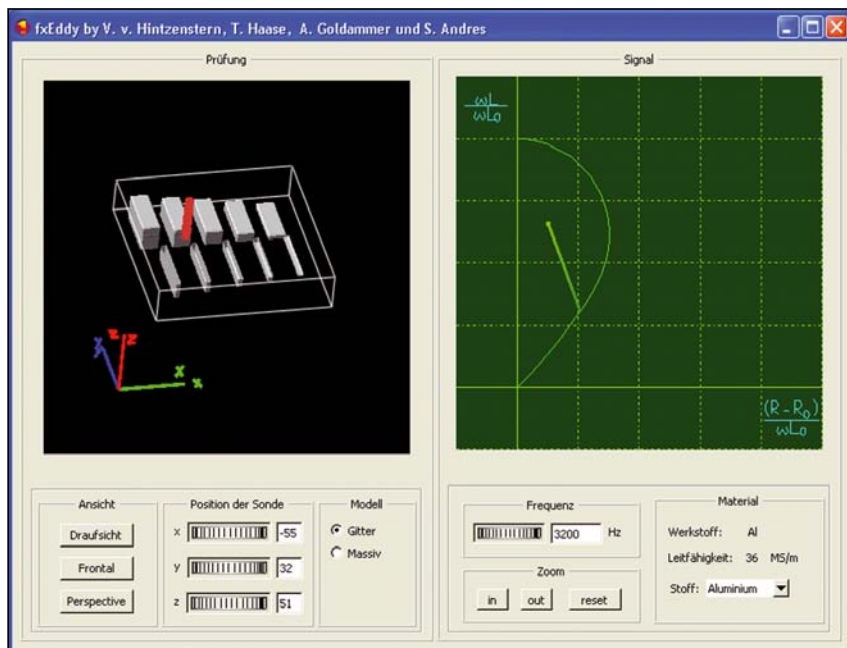 fxEddy by V. v. Hintzenstern, T. Haase, A. Goldammer und S. Andres
Prüfung
z
z
y
x
x
Ansicht
Draufsicht
Frontal
Perspective
Position der Sonde
x -55
y 32
z 51
Modell
Gitter
Massiv
Signal
ωL
ωL₀
(R - R₀)
ωL₀
Frequenz
3200 Hz
Zoom
in out reset
Material
Werkstoff: Al
Leitfähigkeit: 36 MS/m
Stoff: Aluminium